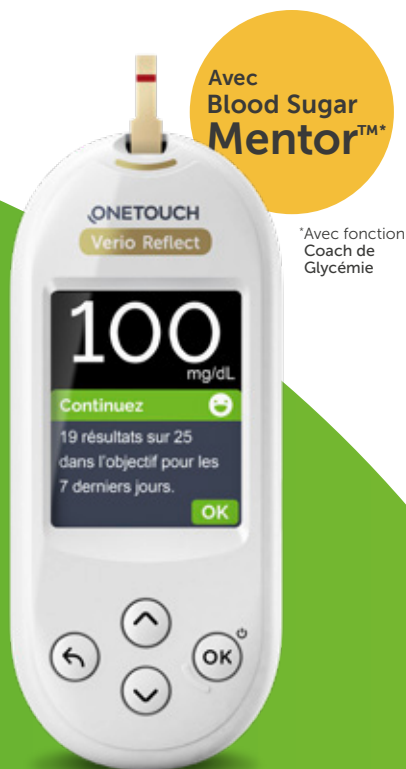 Avec
Blood Sugar
Mentor™*
*Avec fonction
Coach de
Glycémie
ONETOUCH
Verio Reflect
100
mg/dL
Continuez
19 résultats sur 25
dans l'objectif pour les
7 derniers jours.
OK
OK